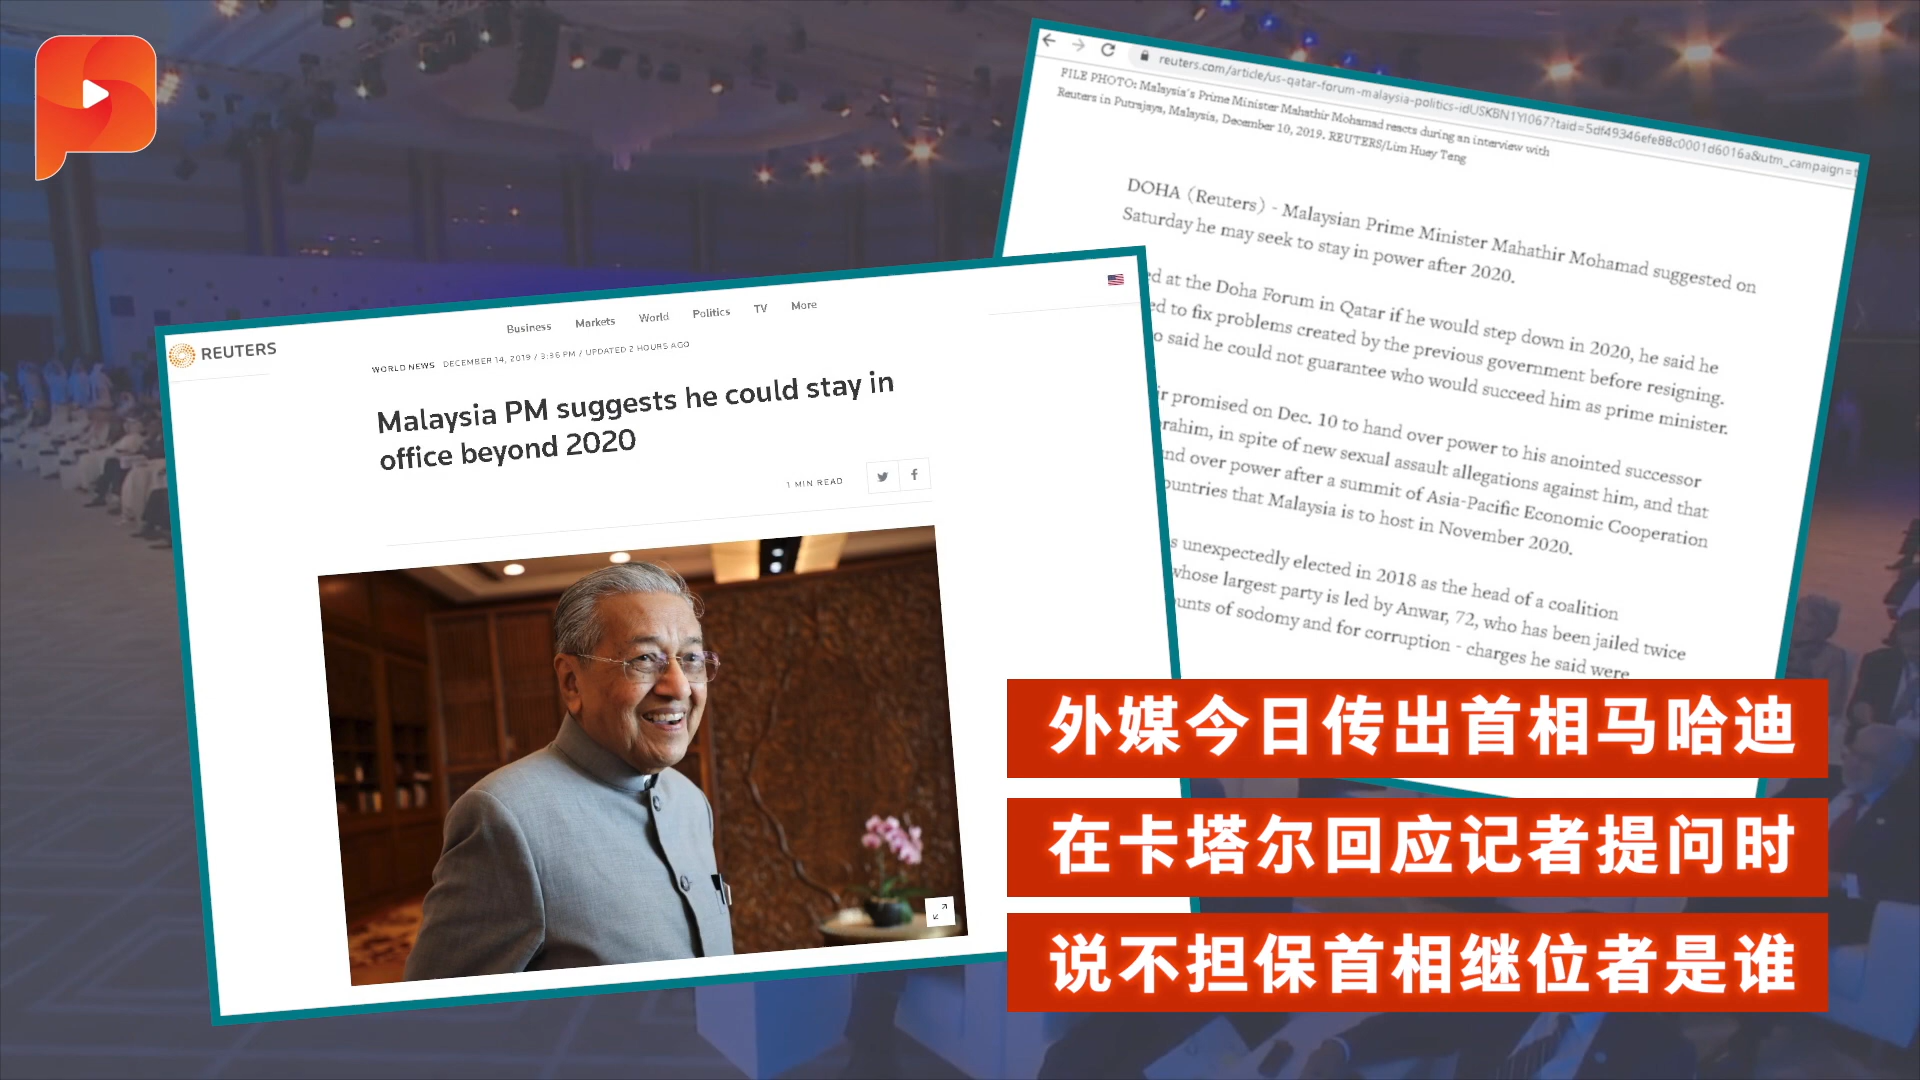 REUTERS
Business Markets World Politics TV More
WORLD NEWS DECEMBER 14, 2019 / 3:36 PM / UPDATED 2 HOURS AGO
Malaysia PM suggests he could stay in
office beyond 2020
1 MIN READ
reuters.com/article/us-qatar-forum-malaysia-politics-idUSKBN1YI067?taid=5df49346efe88c0001d6016a&utm_campaign=t
FILE PHOTO: Malaysia's Prime Minister Mahathir Mohamad reacts during an interview with
Reuters in Putrajaya, Malaysia, December 10, 2019. REUTERS/Lim Huey Teng
DOHA (Reuters) - Malaysian Prime Minister Mahathir Mohamad suggested on
Saturday he may seek to stay in power after 2020.
ed at the Doha Forum in Qatar if he would step down in 2020, he said he
ed to fix problems created by the previous government before resigning.
o said he could not guarantee who would succeed him as prime minister.
ir promised on Dec. 10 to hand over power to his anointed successor
rahim, in spite of new sexual assault allegations against him, and that
nd over power after a summit of Asia-Pacific Economic Cooperation
ountries that Malaysia is to host in November 2020.
s unexpectedly elected in 2018 as the head of a coalition
whose largest party is led by Anwar, 72, who has been jailed twice
unts of sodomy and for corruption - charges he said were
外媒今日传出首相马哈迪
在卡塔尔回应记者提问时
说不担保首相继位者是谁